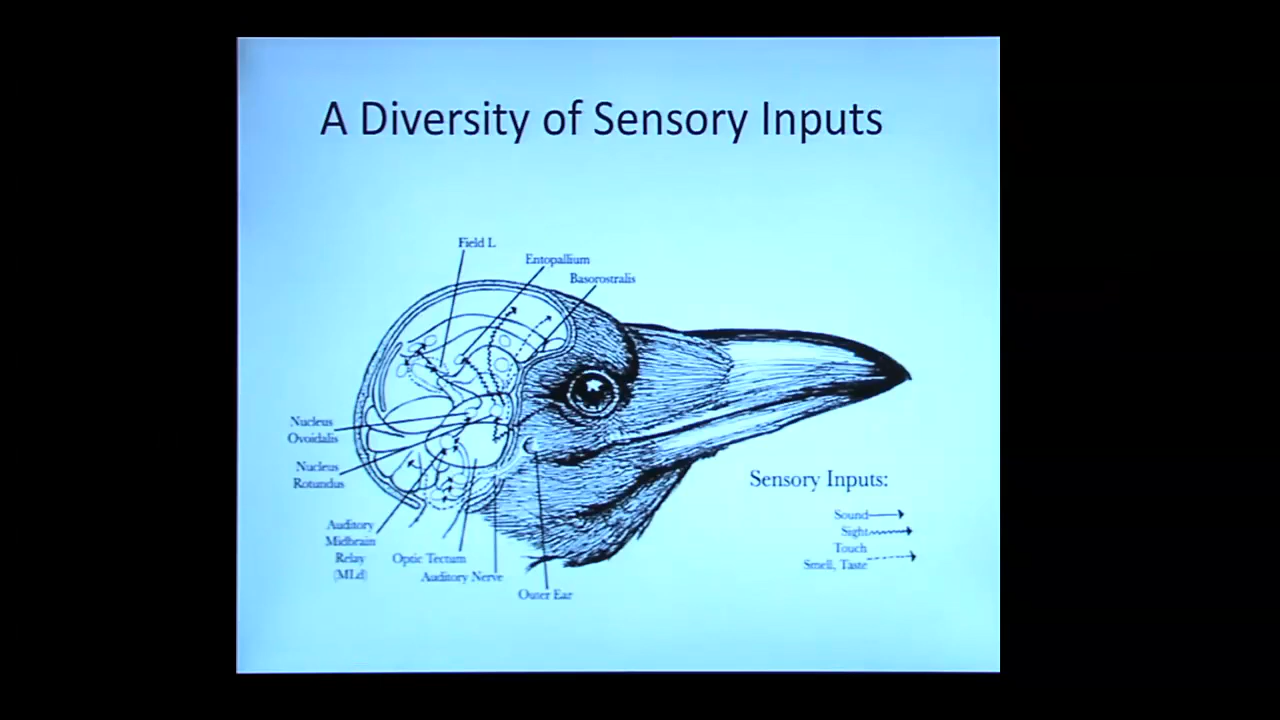 A Diversity of Sensory Inputs
Field L
Entopallium
Basorostralis
Nucleus
Ovoidalis
Nucleus
Rotundus
Auditory
Midbrain
Relay
(MLd)
Optic Tectum
Auditory Nerve
Outer Ear
Sensory Inputs:
Sound
Sight
Touch
Smell, Taste